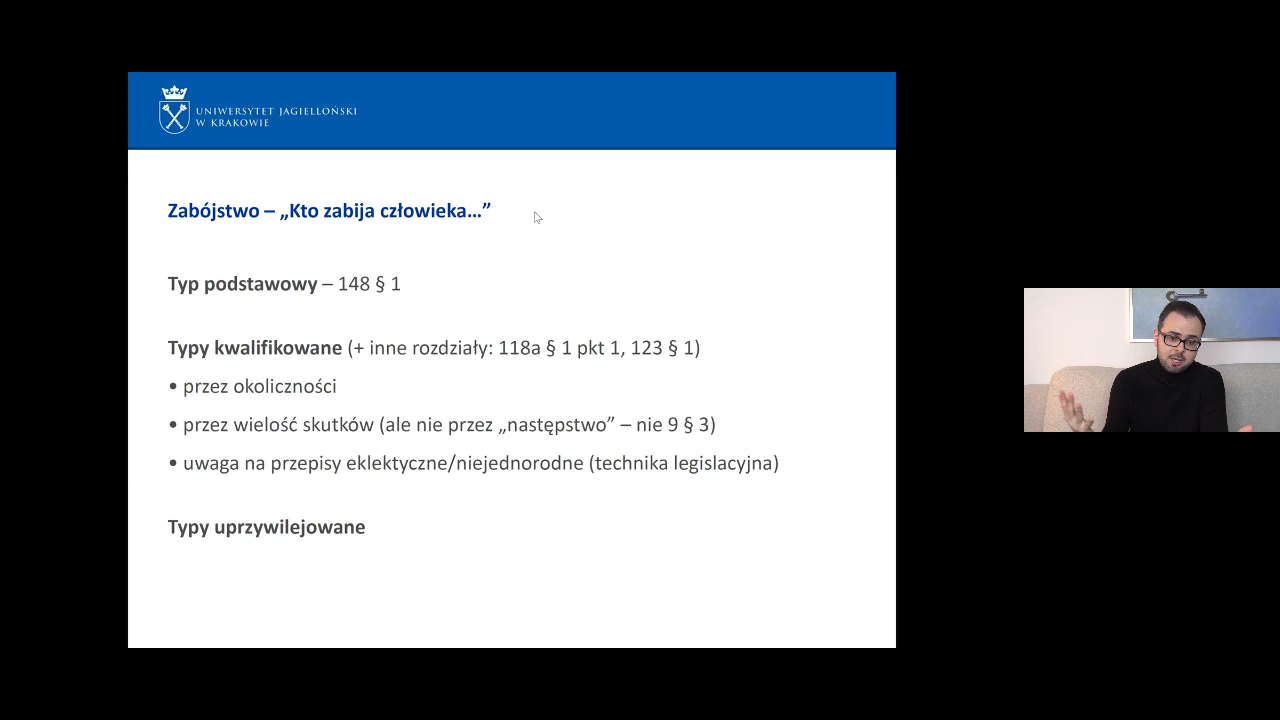 UNIWERSYTET JAGIELLOŃSKI
W KRAKOWIE
Zabójstwo – „Kto zabija człowieka…”
Typ podstawowy – 148 § 1
Typy kwalifikowane (+ inne rozdziały: 118a § 1 pkt 1, 123 § 1)
• przez okoliczności
• przez wielość skutków (ale nie przez „następstwo” – nie 9 § 3)
• uwaga na przepisy eklektyczne/niejednorodne (technika legislacyjna)
Typy uprzywilejowane